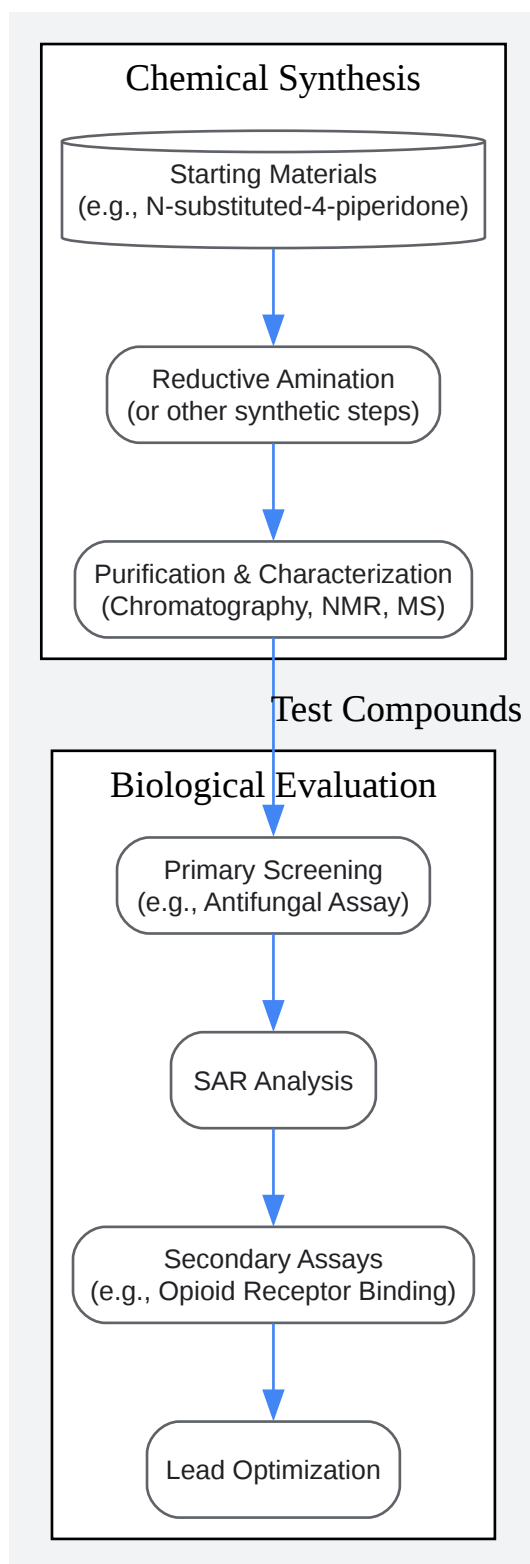 Chemical Synthesis
Starting Materials
(e.g., N-substituted-4-piperidone)
Reductive Amination
(or other synthetic steps)
Purification & Characterization
(Chromatography, NMR, MS)
Test Compounds
Biological Evaluation
Primary Screening
(e.g., Antifungal Assay)
SAR Analysis
Secondary Assays
(e.g., Opioid Receptor Binding)
Lead Optimization